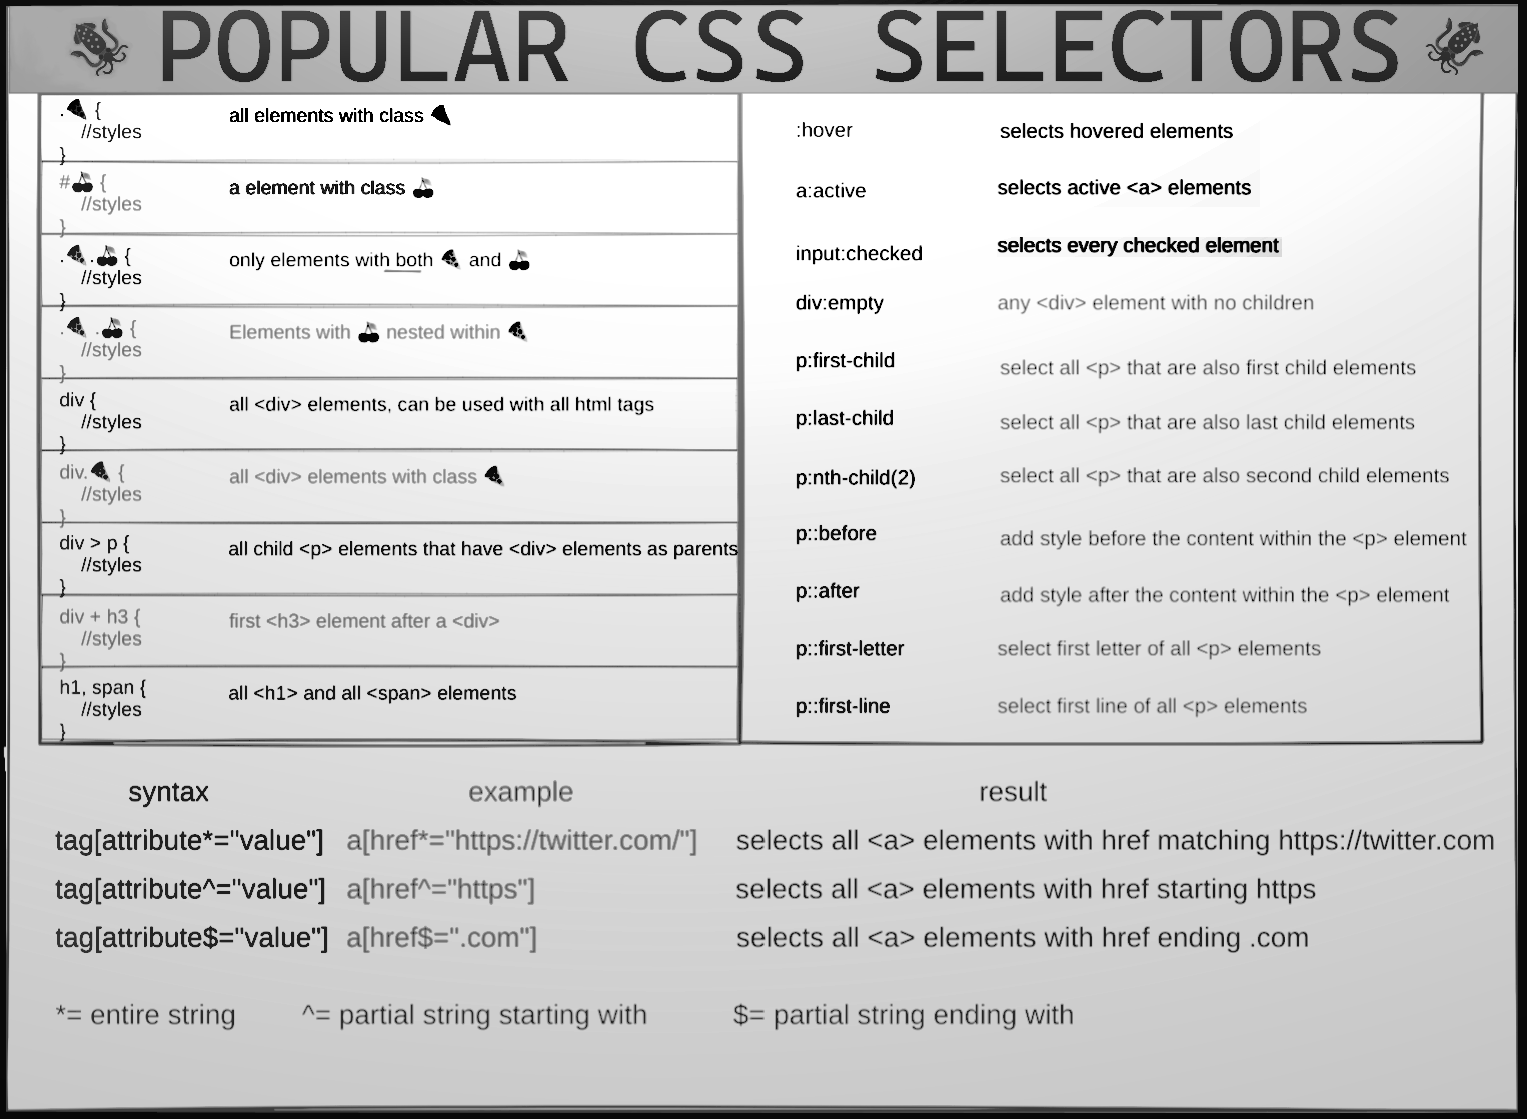 POPULAR CSS SELECTORS
.🍕 {
//styles
}
all elements with class 🍕
#🍒 {
//styles
}
a element with class 🍒
.🍕.🍒 {
//styles
}
only elements with both 🍕 and 🍒
.🍕 .🍒 {
//styles
}
Elements with 🍒 nested within 🍕
div {
//styles
}
all <div> elements, can be used with all html tags
div.🍕 {
//styles
}
all <div> elements with class 🍕
div > p {
//styles
}
all child <p> elements that have <div> elements as parents
div + h3 {
//styles
}
first <h3> element after a <div>
h1, span {
//styles
}
all <h1> and all <span> elements
:hover selects hovered elements
a:active selects active <a> elements
input:checked selects every checked element
div:empty any <div> element with no children
p:first-child select all <p> that are also first child elements
p:last-child select all <p> that are also last child elements
p:nth-child(2) select all <p> that are also second child elements
p::before add style before the content within the <p> element
p::after add style after the content within the <p> element
p::first-letter select first letter of all <p> elements
p::first-line select first line of all <p> elements
syntax example result
tag[attribute*="value"] a[href*="https://twitter.com/"] selects all <a> elements with href matching https://twitter.com
tag[attribute^="value"] a[href^="https"] selects all <a> elements with href starting https
tag[attribute$="value"] a[href$=".com"] selects all <a> elements with href ending .com
*= entire string ^= partial string starting with $= partial string ending with